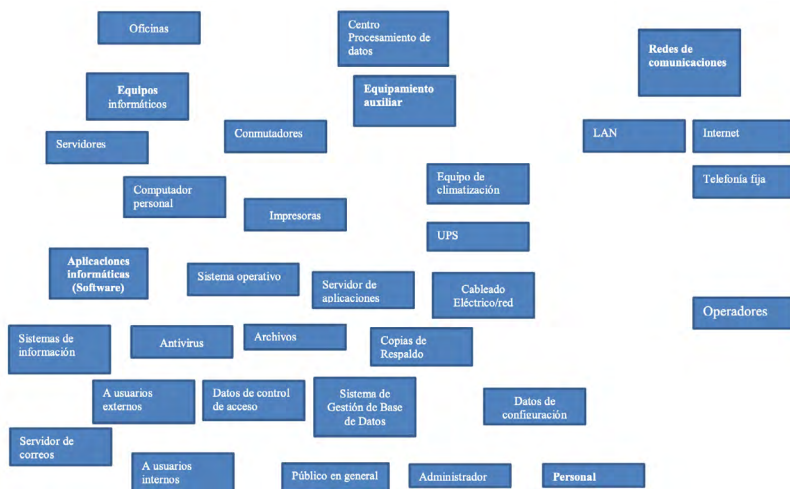 Oficinas
Centro
Procesamiento de
datos
Redes de
comunicaciones
Equipos
informáticos
Equipamiento
auxiliar
Servidores
Conmutadores
LAN
Internet
Computador
personal
Impresoras
Equipo de
climatización
Telefonía fija
UPS
Aplicaciones
informáticas
(Software)
Sistema operativo
Servidor de
aplicaciones
Cableado
Eléctrico/red
Operadores
Sistemas de
información
Antivirus
Archivos
Copias de
Respaldo
A usuarios
externos
Datos de control
de acceso
Sistema de
Gestión de Base
de Datos
Datos de
configuración
Servidor de
correos
A usuarios
internos
Público en general
Administrador
Personal